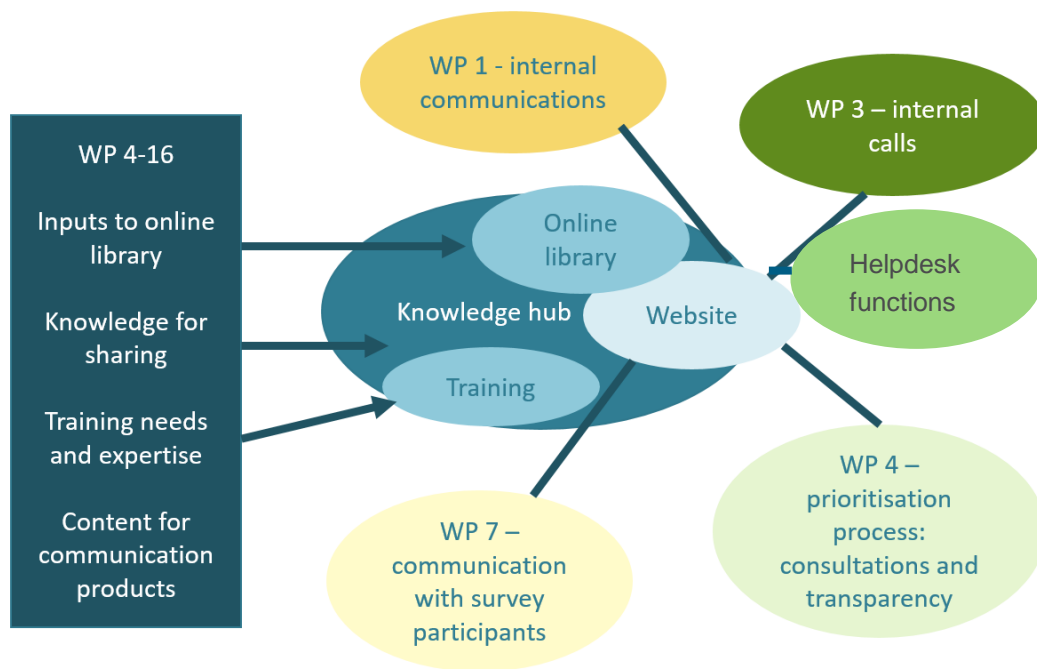 WP 1 - internal
communications
WP 3 – internal
calls
WP 4-16
Inputs to online
library
Knowledge for
sharing
Training needs
and expertise
Content for
communication
products
Online
library
Knowledge hub
Website
Training
Helpdesk
functions
WP 7 –
communication
with survey
participants
WP 4 –
prioritisation
process:
consultations and
transparency